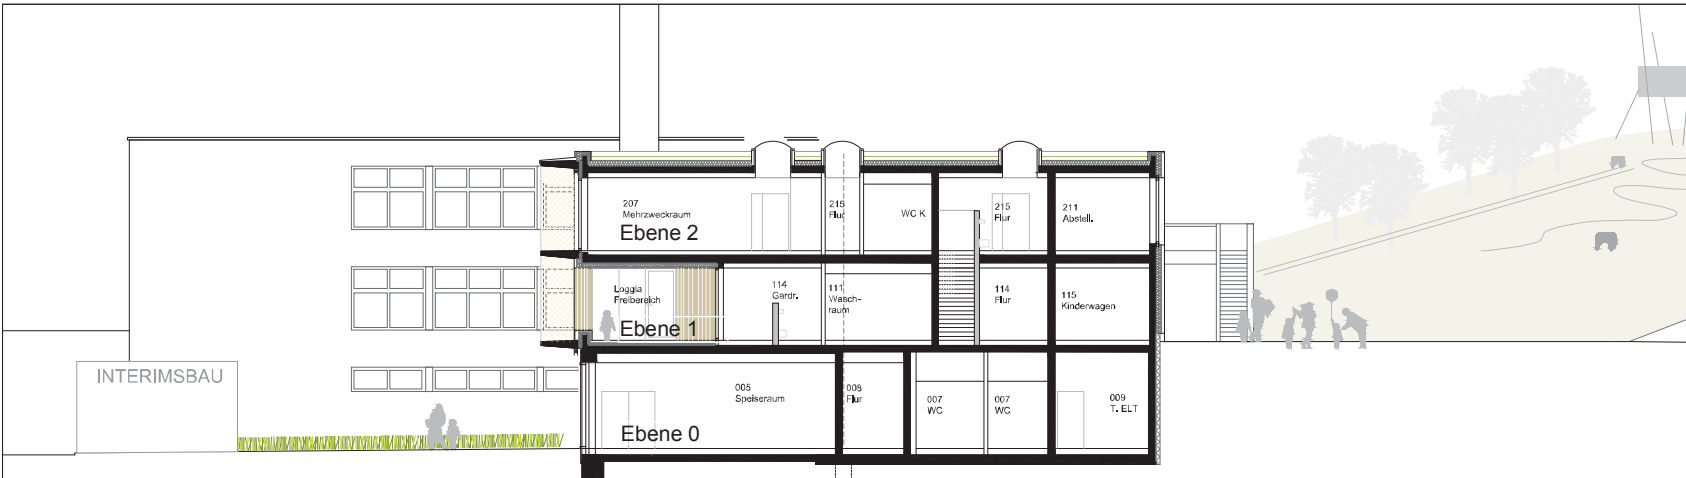 207
Mehrzweckraum
Ebene 2
215
Flur
WC K
215
Flur
211
Abstell.
Loggia
Freibereich
Ebene 1
114
Gardr.
111
Wasch-
raum
114
Flur
115
Kinderwagen
INTERIMSBAU
005
Speiseraum
Ebene 0
008
Flur
007
WC
007
WC
009
T. ELT